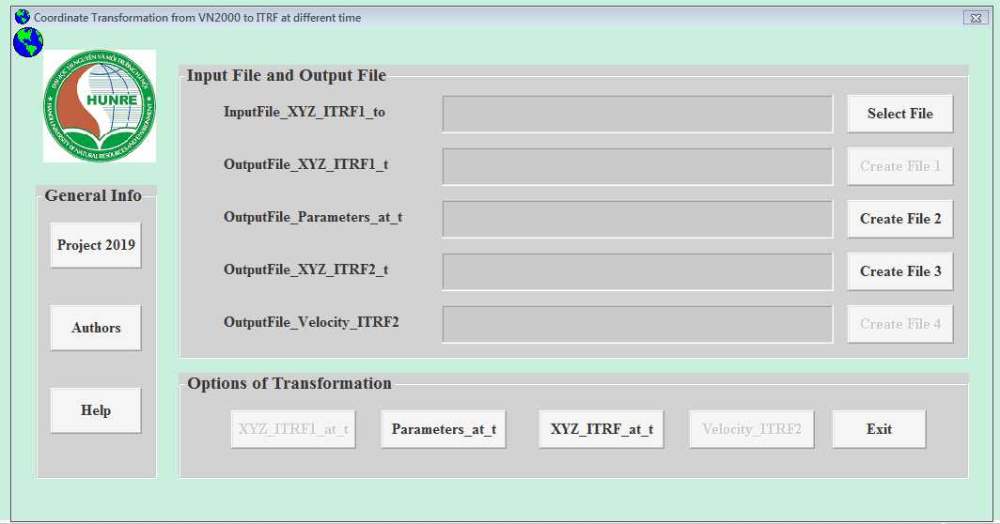 Coordinate Transformation from VN2000 to ITRF at different time
ĐẠI HỌC TÀI NGUYÊN VÀ MÔI TRƯỜNG HÀ NỘI
HUNRE
HANOI UNIVERSITY OF NATURAL RESOURCES AND ENVIRONMENT
General Info
Project 2019
Authors
Help
Input File and Output File
InputFile_XYZ_ITRF1_to
Select File
OutputFile_XYZ_ITRF1_t
Create File 1
OutputFile_Parameters_at_t
Create File 2
OutputFile_XYZ_ITRF2_t
Create File 3
OutputFile_Velocity_ITRF2
Create File 4
Options of Transformation
XYZ_ITRF1_at_t
Parameters_at_t
XYZ_ITRF_at_t
Velocity_ITRF2
Exit